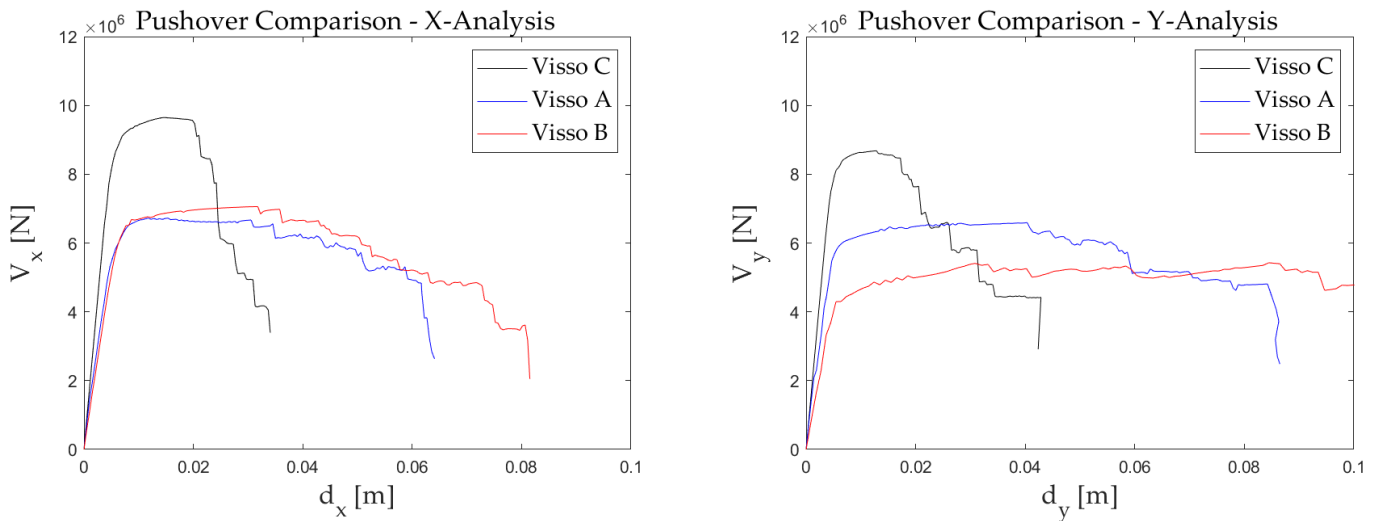 Pushover Comparison - X-Analysis
×10⁶
12
10
8
6
4
2
0
V_x [N]
0 0.02 0.04 0.06 0.08 0.1
d_x [m]
Visso C
Visso A
Visso B
Pushover Comparison - Y-Analysis
×10⁶
12
10
8
6
4
2
0
V_y [N]
0 0.02 0.04 0.06 0.08 0.1
d_y [m]
Visso C
Visso A
Visso B